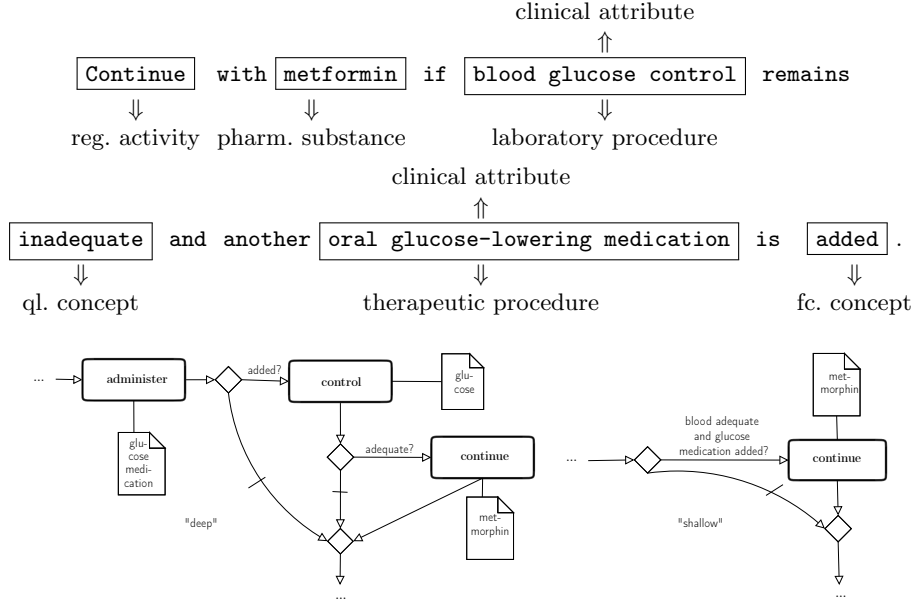 clinical attribute
Continue with metformin if blood glucose control remains
reg. activity pharm. substance laboratory procedure
clinical attribute
inadequate and another oral glucose-lowering medication is added .
ql. concept therapeutic procedure fc. concept
...
administer
added?
control
glu-
cose
glu-
cose
medi-
cation
adequate?
continue
met-
morphin
"deep"
...
met-
morphin
blood adequate
and glucose
medication added?
...
continue
"shallow"
...